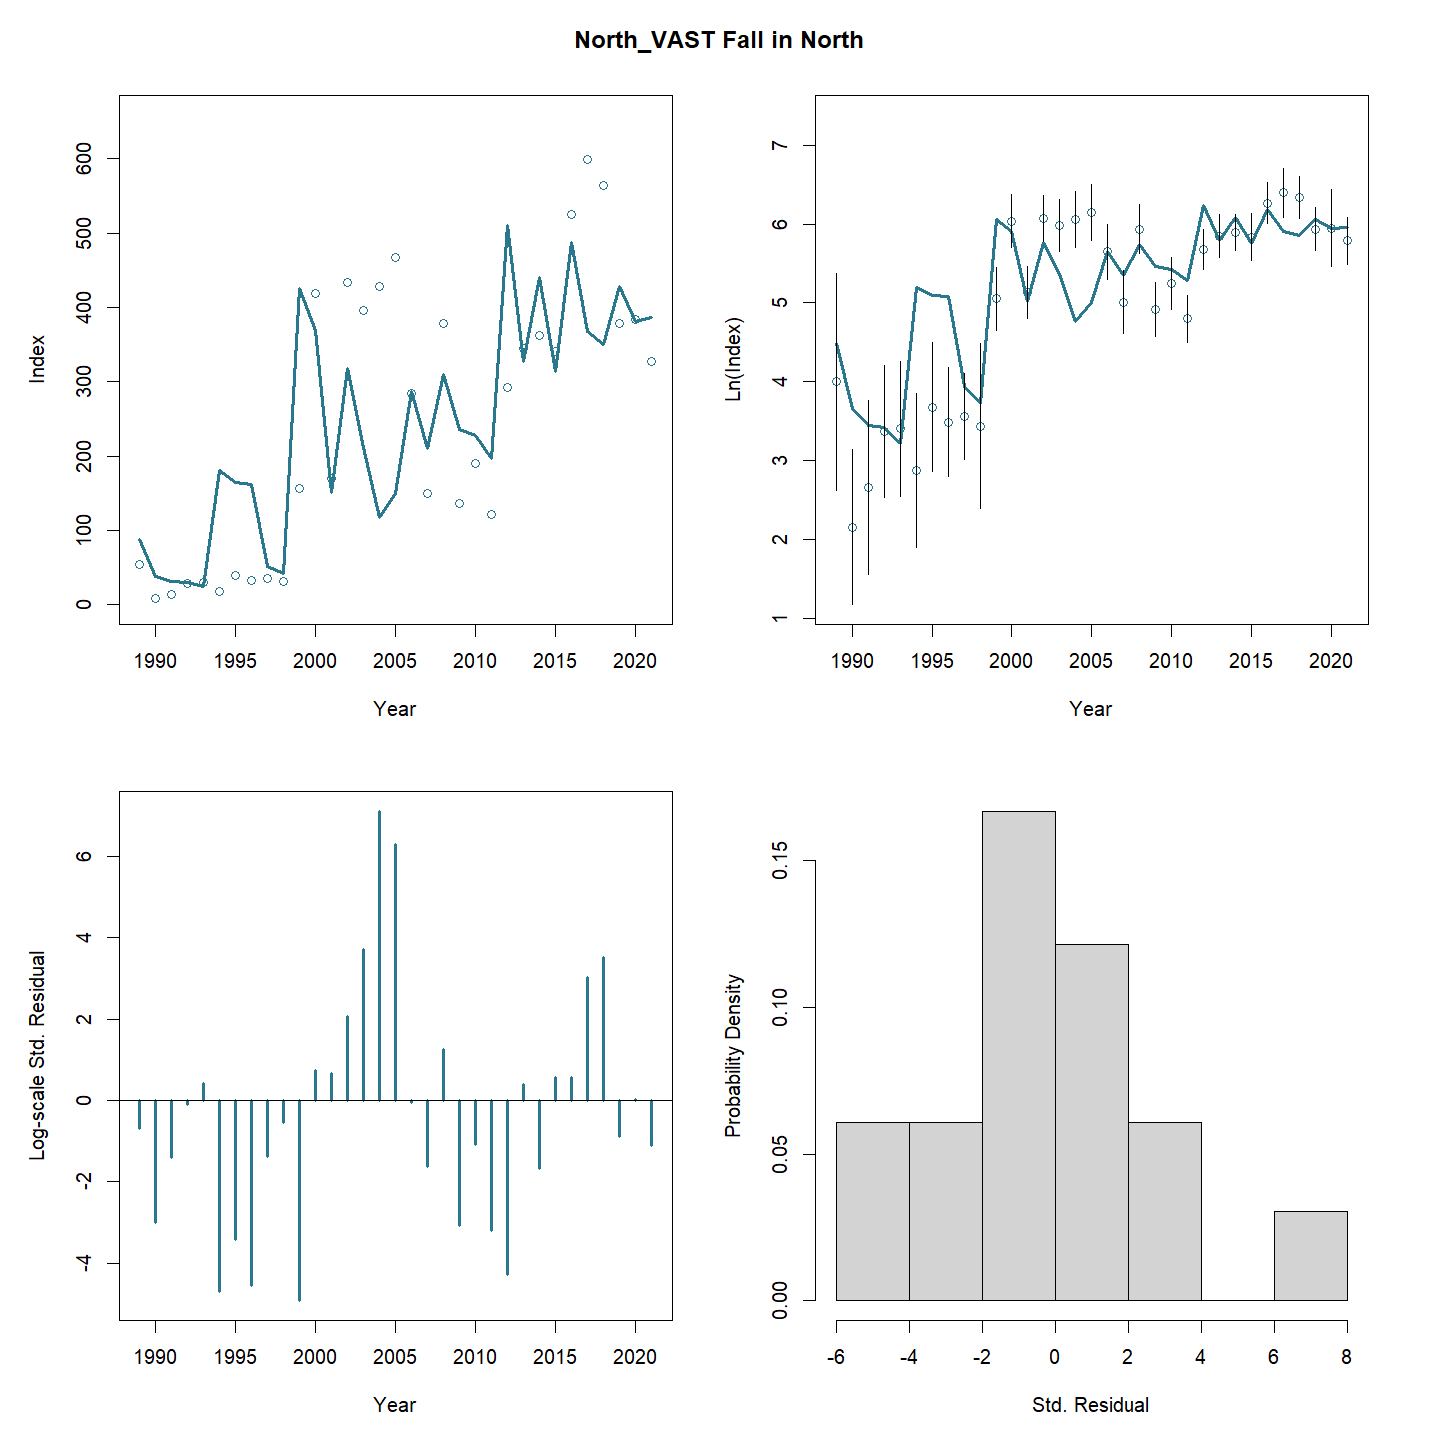 North_VAST Fall in North
Index
0 100 200 300 400 500 600
1990 1995 2000 2005 2010 2015 2020
Year
Ln(Index)
1 2 3 4 5 6 7
1990 1995 2000 2005 2010 2015 2020
Year
Log-scale Std. Residual
-4 -2 0 2 4 6
1990 1995 2000 2005 2010 2015 2020
Year
Probability Density
0.00 0.05 0.10 0.15
-6 -4 -2 0 2 4 6 8
Std. Residual